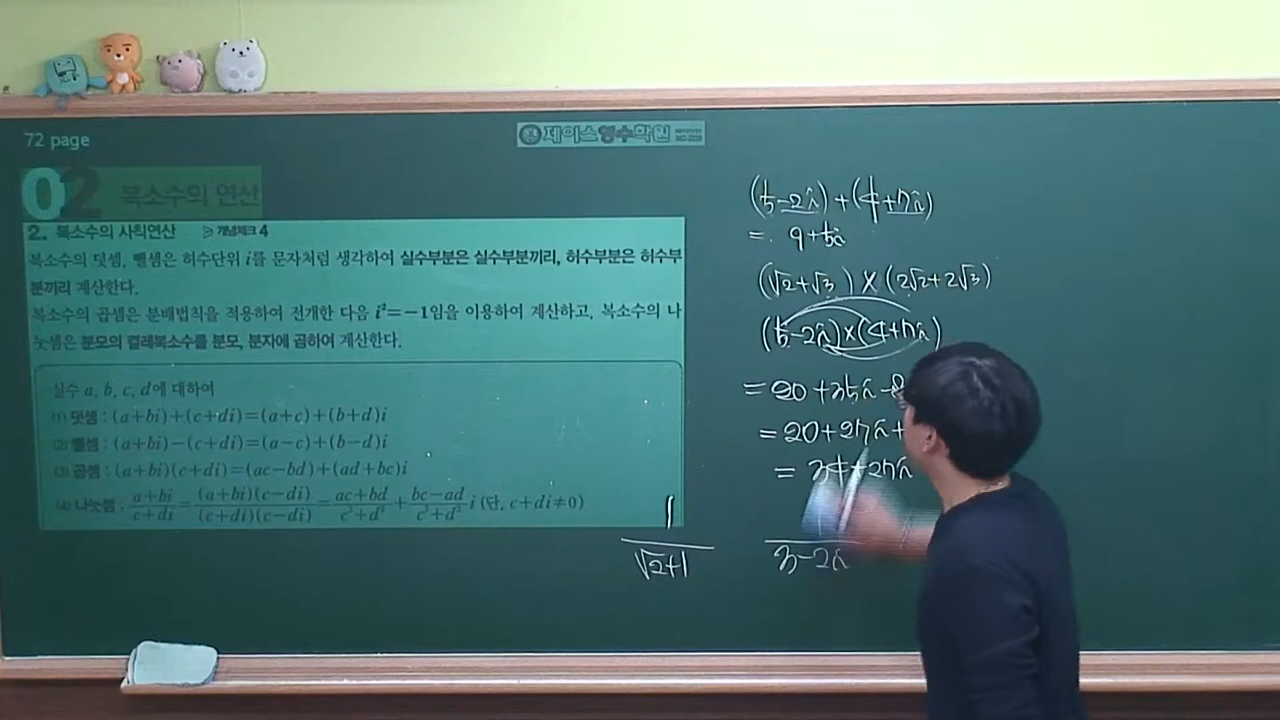 72 page
제이스영수학원
02 복소수의 연산
2. 복소수의 사칙연산 개념체크 4
복소수의 덧셈, 뺄셈은 허수단위 i를 문자처럼 생각하여 실수부분은 실수부분끼리, 허수부분은 허수부
분끼리 계산한다.
복소수의 곱셈은 분배법칙을 적용하여 전개한 다음 i²=−1임을 이용하여 계산하고, 복소수의 나
눗셈은 분모의 켤레복소수를 분모, 분자에 곱하여 계산한다.
실수 a, b, c, d에 대하여
(1) 덧셈 : (a+bi)+(c+di)=(a+c)+(b+d)i
(2) 뺄셈 : (a+bi)−(c+di)=(a−c)+(b−d)i
(3) 곱셈 : (a+bi)(c+di)=(ac−bd)+(ad+bc)i
(4) 나눗셈 : (a+bi)/(c+di)=((a+bi)(c−di))/((c+di)(c−di))=(ac+bd)/(c²+d²)+(bc−ad)/(c²+d²)i (단, c+di≠0)
(5−2i)+(4+7i)
= 9+5i
(√2+√3)×(2√2+2√3)
(5−2i)×(4+7i)
=20+35i−8
=20+27i+
=34+27i
1/(√2+1)
3−2i